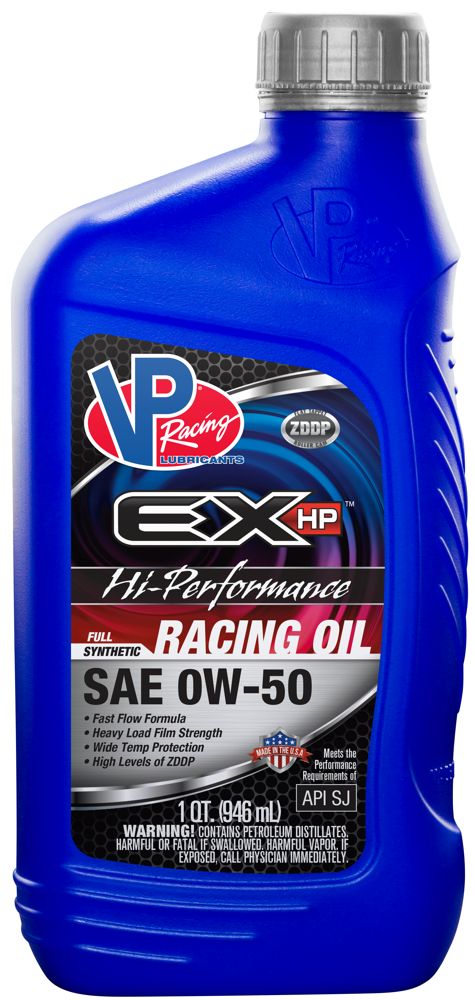 VP
Racing
VP
Racing
LUBRICANTS
FLAT TAPPET
ZDDP
ROLLER CAM
EX HP™
Hi-Performance
FULL
SYNTHETIC
RACING OIL
SAE 0W-50
• Fast Flow Formula
• Heavy Load Film Strength
• Wide Temp Protection
• High Levels of ZDDP
MADE IN THE U.S.A
Meets the
Performance
Requirements of
API SJ
1 QT. (946 mL)
WARNING! CONTAINS PETROLEUM DISTILLATES.
HARMFUL OR FATAL IF SWALLOWED. HARMFUL VAPOR. IF
EXPOSED, CALL PHYSICIAN IMMEDIATELY.